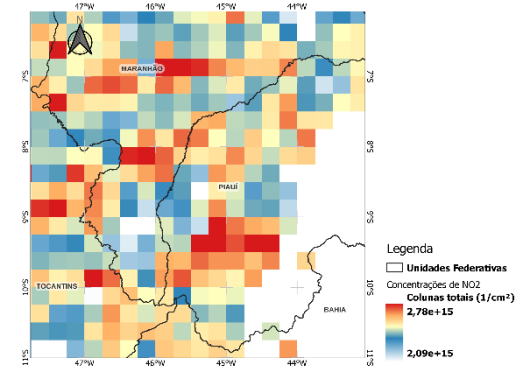 47°W 46°W 45°W 44°W
N
MARANHÃO
7°S 7°S
8°S 8°S
PIAUÍ
9°S 9°S
TOCANTINS
10°S 10°S
BAHIA
11°S 11°S
47°W 46°W 45°W 44°W
Legenda
Unidades Federativas
Concentrações de NO2
Colunas totais (1/cm²)
2,78e+15
2,09e+15